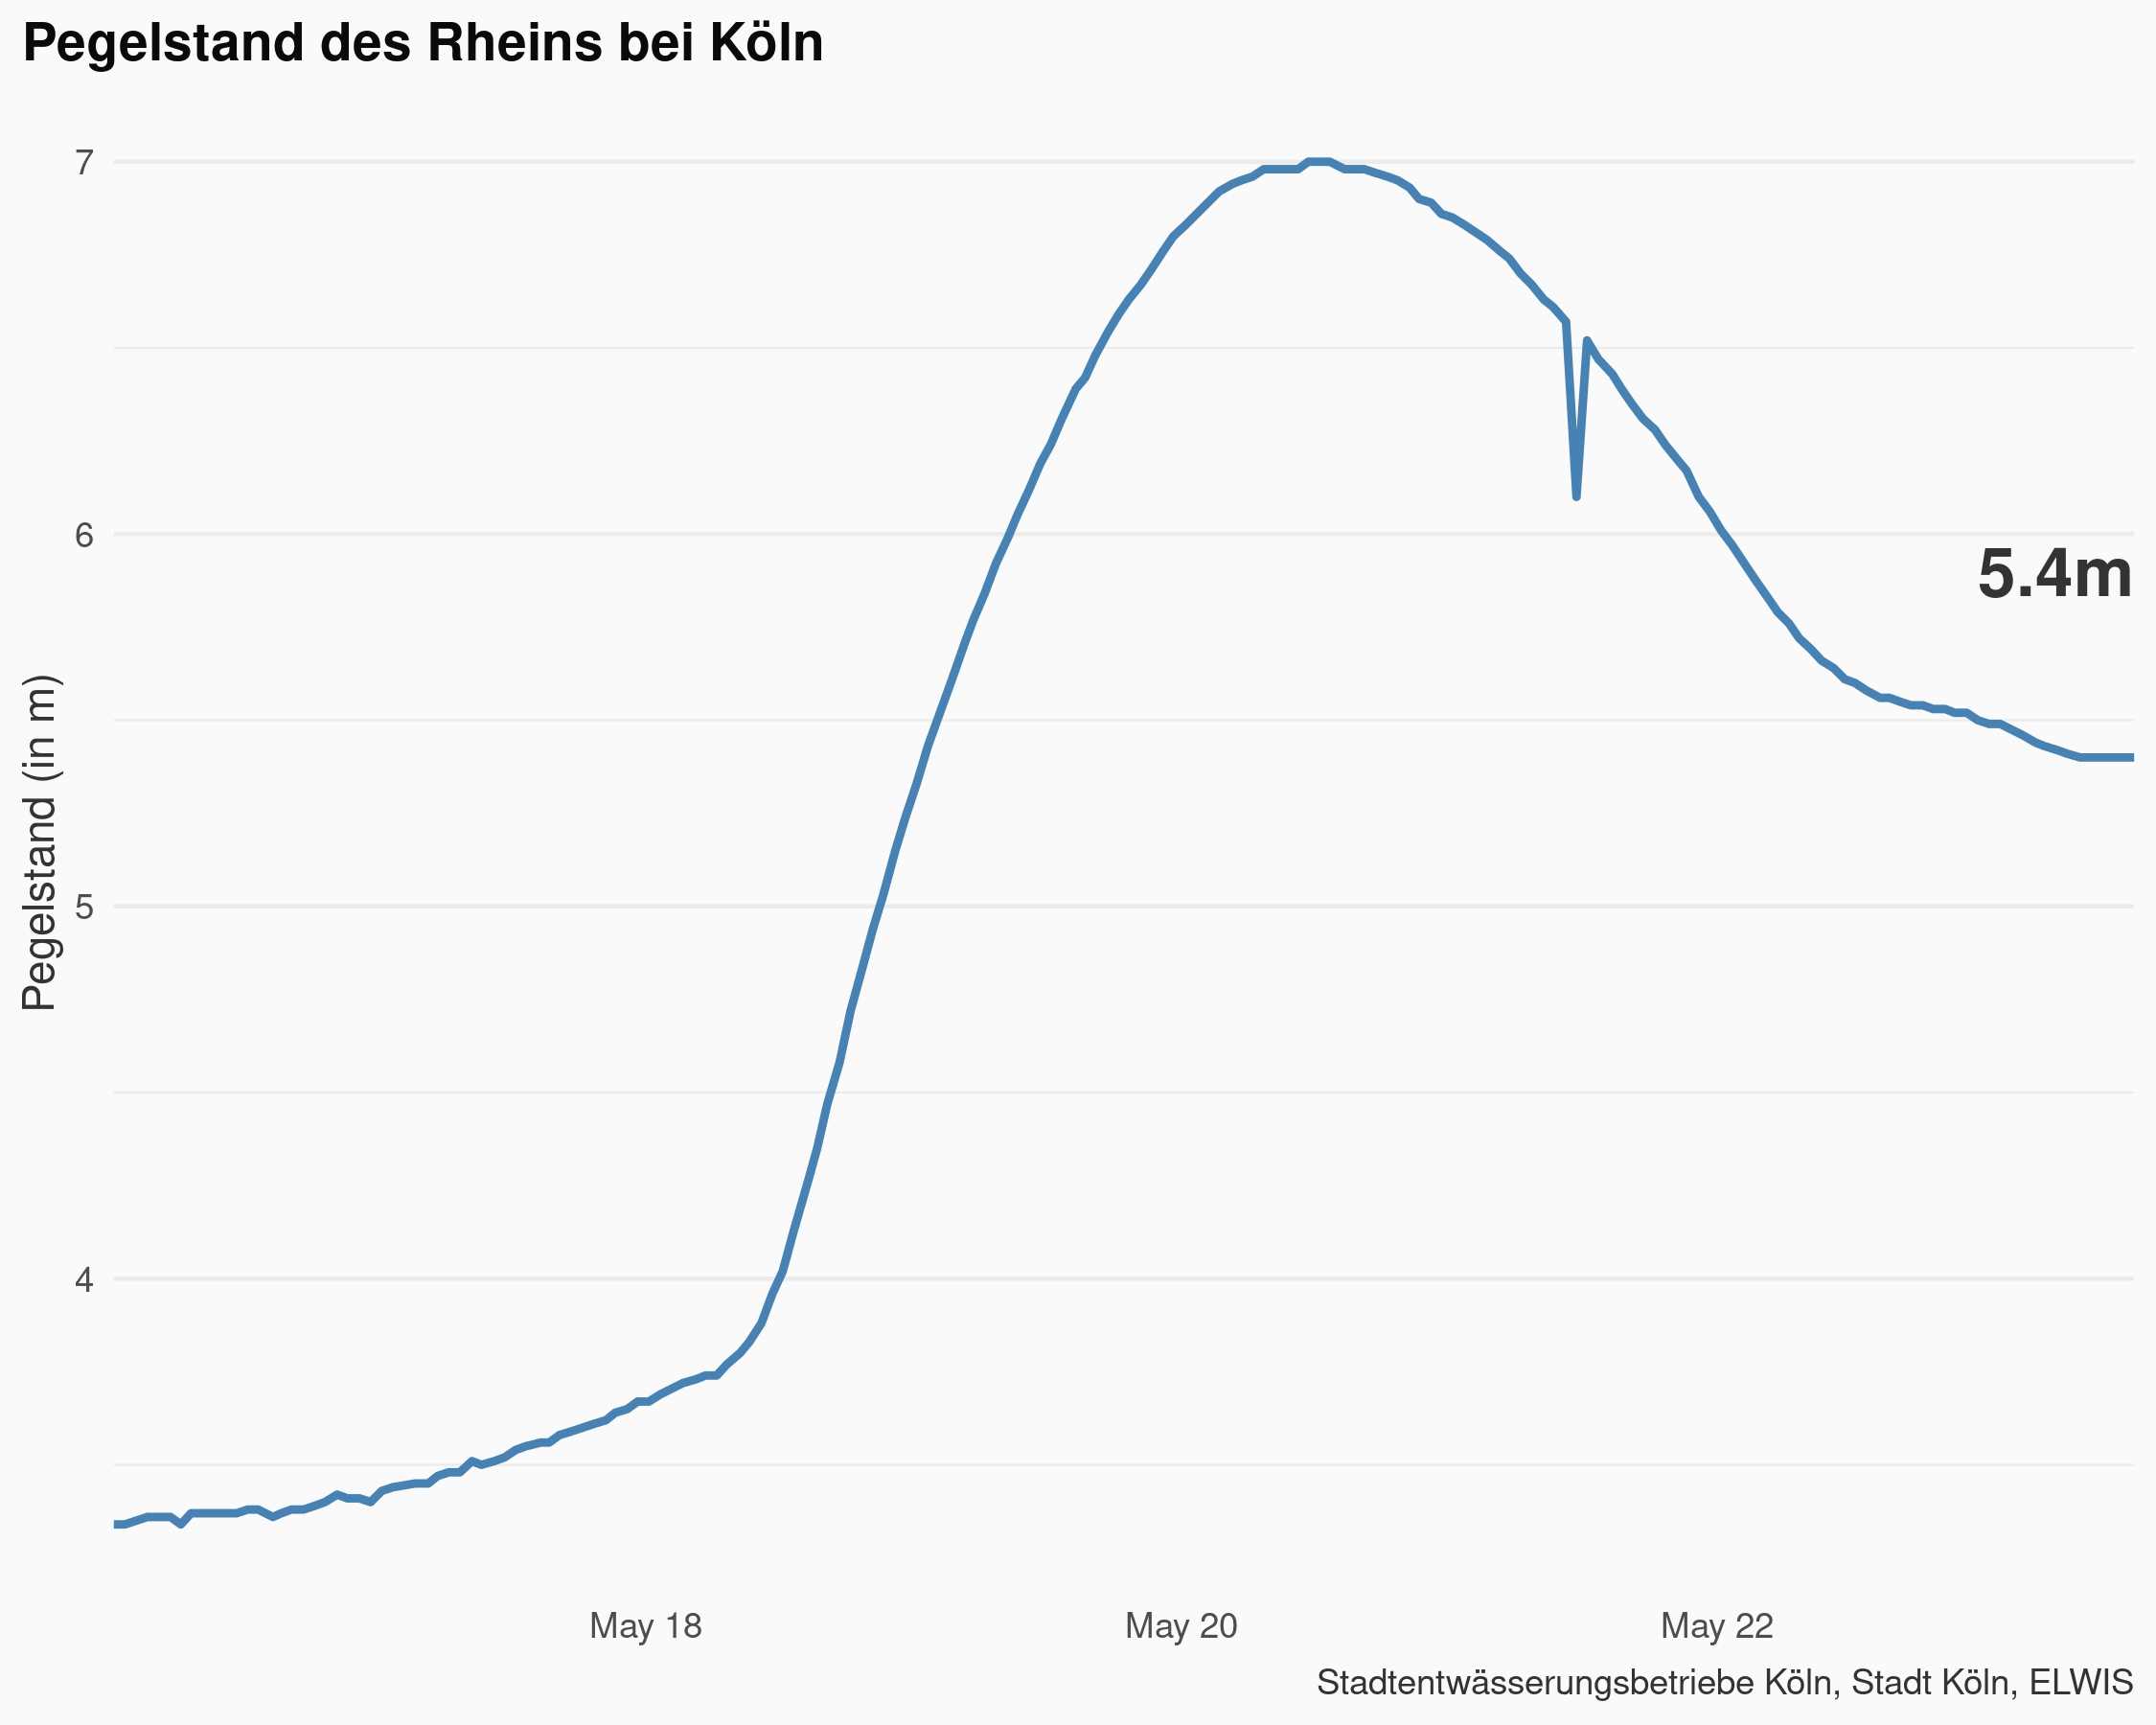 Pegelstand des Rheins bei Köln
Pegelstand (in m)
7
6
5
4
5.4m
May 18
May 20
May 22
Stadtentwässerungsbetriebe Köln, Stadt Köln, ELWIS